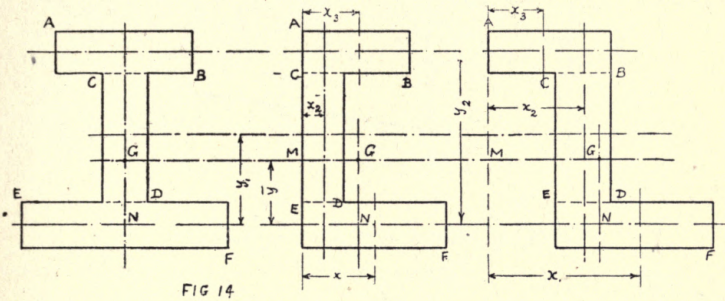 A x₃ A x₃ A
C B C B C B
x₂ y₂ x₂
G M G M G
y₁ ȳ
E D E D E D
N N N
F F F
x x₁
FIG 14